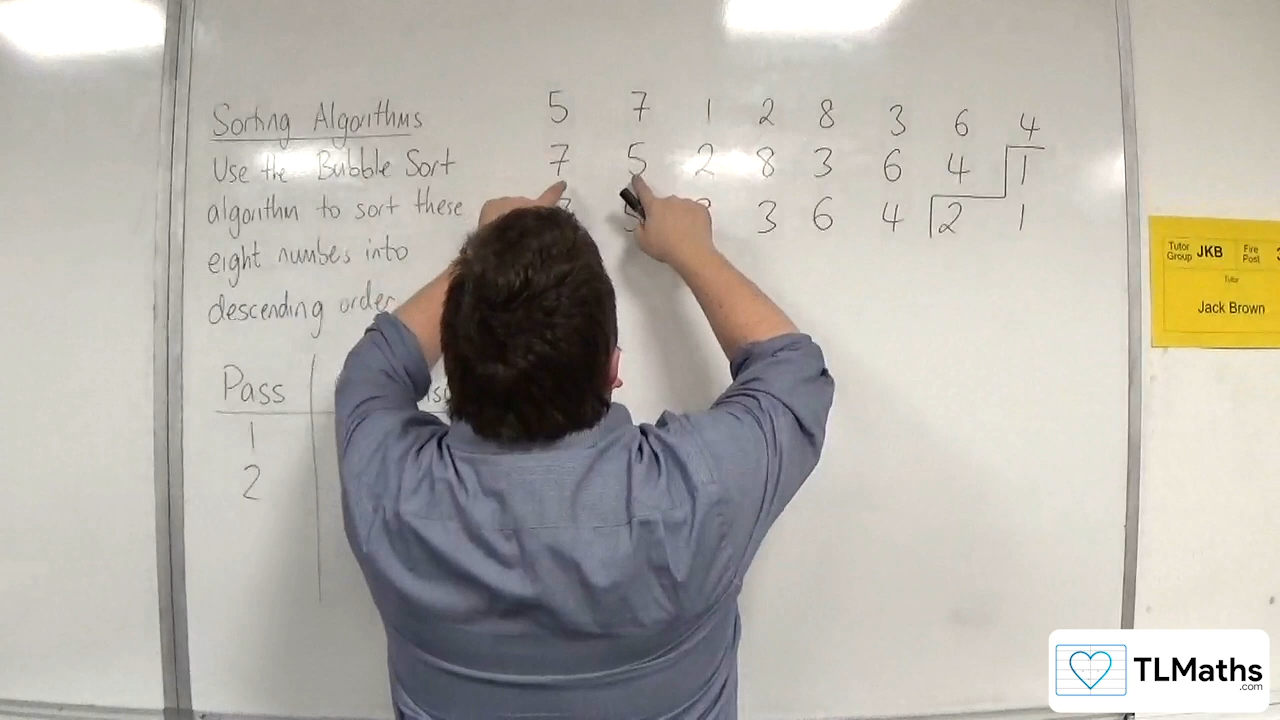 Sorting Algorithms
Use the Bubble Sort
algorithm to sort these
eight numbes into
descending order
5 7 1 2 8 3 6 4
7 5 2 8 3 6 4 1
3 6 4 2 1
Pass
1
2
Tutor Group JKB Fire Post
Tutor
Jack Brown
TLMaths
.com